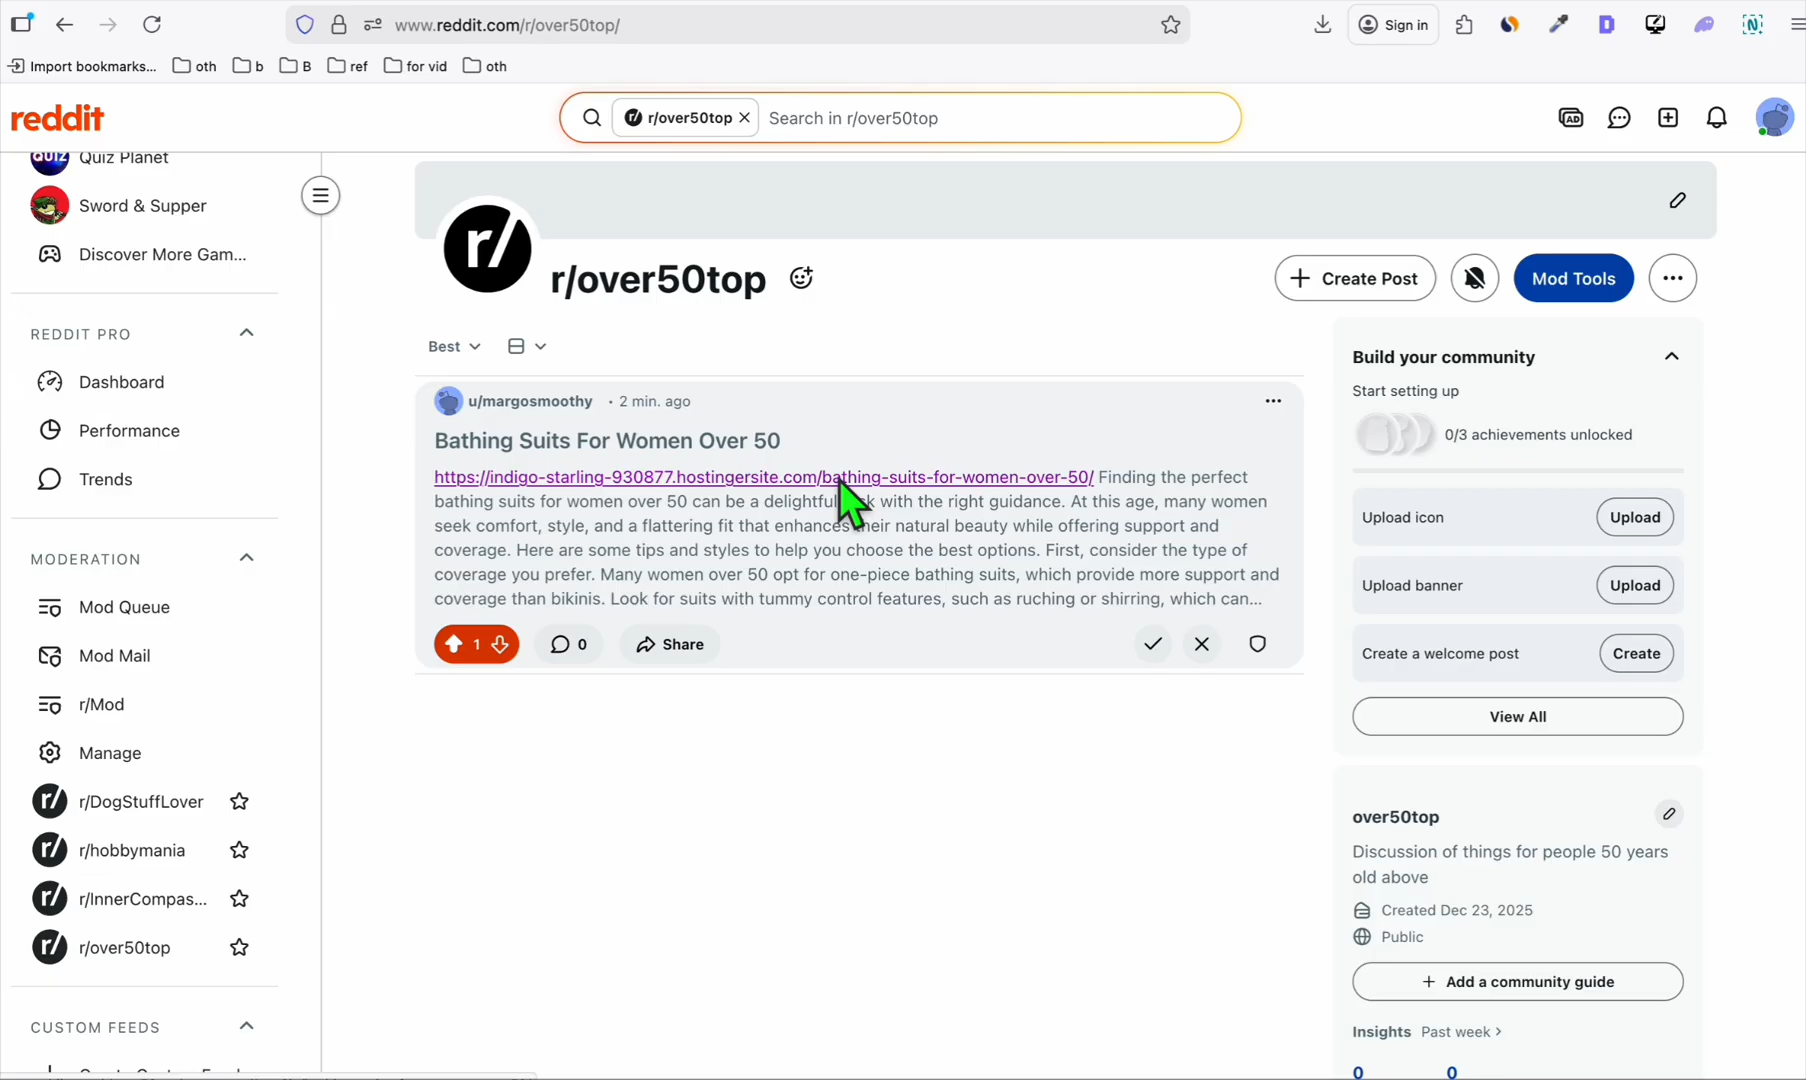 www.reddit.com/r/over50top/
Sign in
Import bookmarks...
oth
b
B
ref
for vid
oth
reddit
r/over50top
Search in r/over50top
AD
QUIZ
Quiz Planet
Sword & Supper
Discover More Gam...
REDDIT PRO
Dashboard
Performance
Trends
MODERATION
Mod Queue
Mod Mail
r/Mod
Manage
r/DogStuffLover
r/hobbymania
r/InnerCompas...
r/over50top
CUSTOM FEEDS
r/
r/over50top
Create Post
Mod Tools
Best
u/margosmoothy • 2 min. ago
Bathing Suits For Women Over 50
https://indigo-starling-930877.hostingersite.com/bathing-suits-for-women-over-50/ Finding the perfect
bathing suits for women over 50 can be a delightful with the right guidance. At this age, many women
seek comfort, style, and a flattering fit that enhances their natural beauty while offering support and
coverage. Here are some tips and styles to help you choose the best options. First, consider the type of
coverage you prefer. Many women over 50 opt for one-piece bathing suits, which provide more support and
coverage than bikinis. Look for suits with tummy control features, such as ruching or shirring, which can...
1
0
Share
Build your community
Start setting up
0/3 achievements unlocked
Upload icon
Upload
Upload banner
Upload
Create a welcome post
Create
View All
over50top
Discussion of things for people 50 years
old above
Created Dec 23, 2025
Public
+ Add a community guide
Insights Past week >
0
0